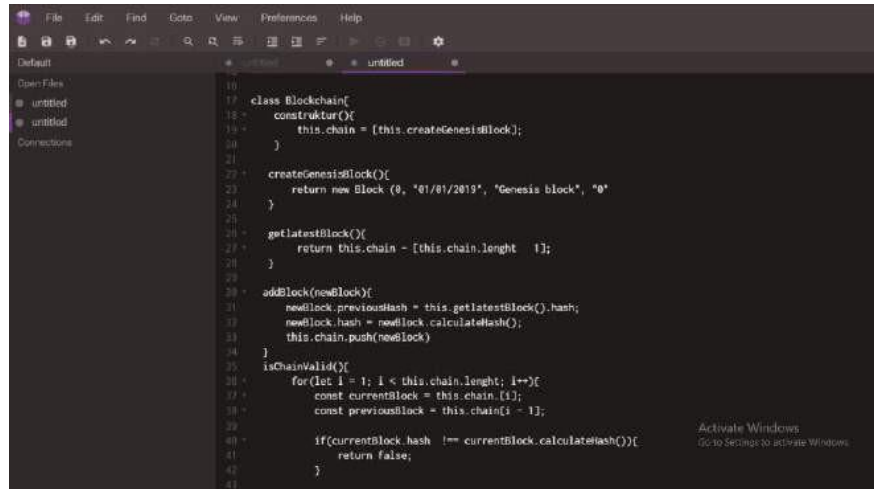 File Edit Find Goto View Preferences Help
Default
untitled
untitled
Open Files
untitled
untitled
Connections
16
17 class Blockchain{
18 construktur(){
19 this.chain = [this.createGenesisBlock];
20 }
21
22 createGenesisBlock(){
23 return new Block (0, "01/01/2019", "Genesis block", "0"
24 }
25
26 getlatestBlock(){
27 return this.chain - [this.chain.lenght 1];
28 }
29
30 addBlock(newBlock){
31 newBlock.previousHash = this.getlatestBlock().hash;
32 newBlock.hash = newBlock.calculateHash();
33 this.chain.push(newBlock)
34 }
35 isChainValid(){
36 for(let i = 1; i < this.chain.lenght; i++){
37 const currentBlock = this.chain.[i];
38 const previousBlock = this.chain[i - 1];
39
40 if(currentBlock.hash !== currentBlock.calculateHash()){
41 return false;
42 }
43
Activate Windows
Go to Settings to activate Windows.